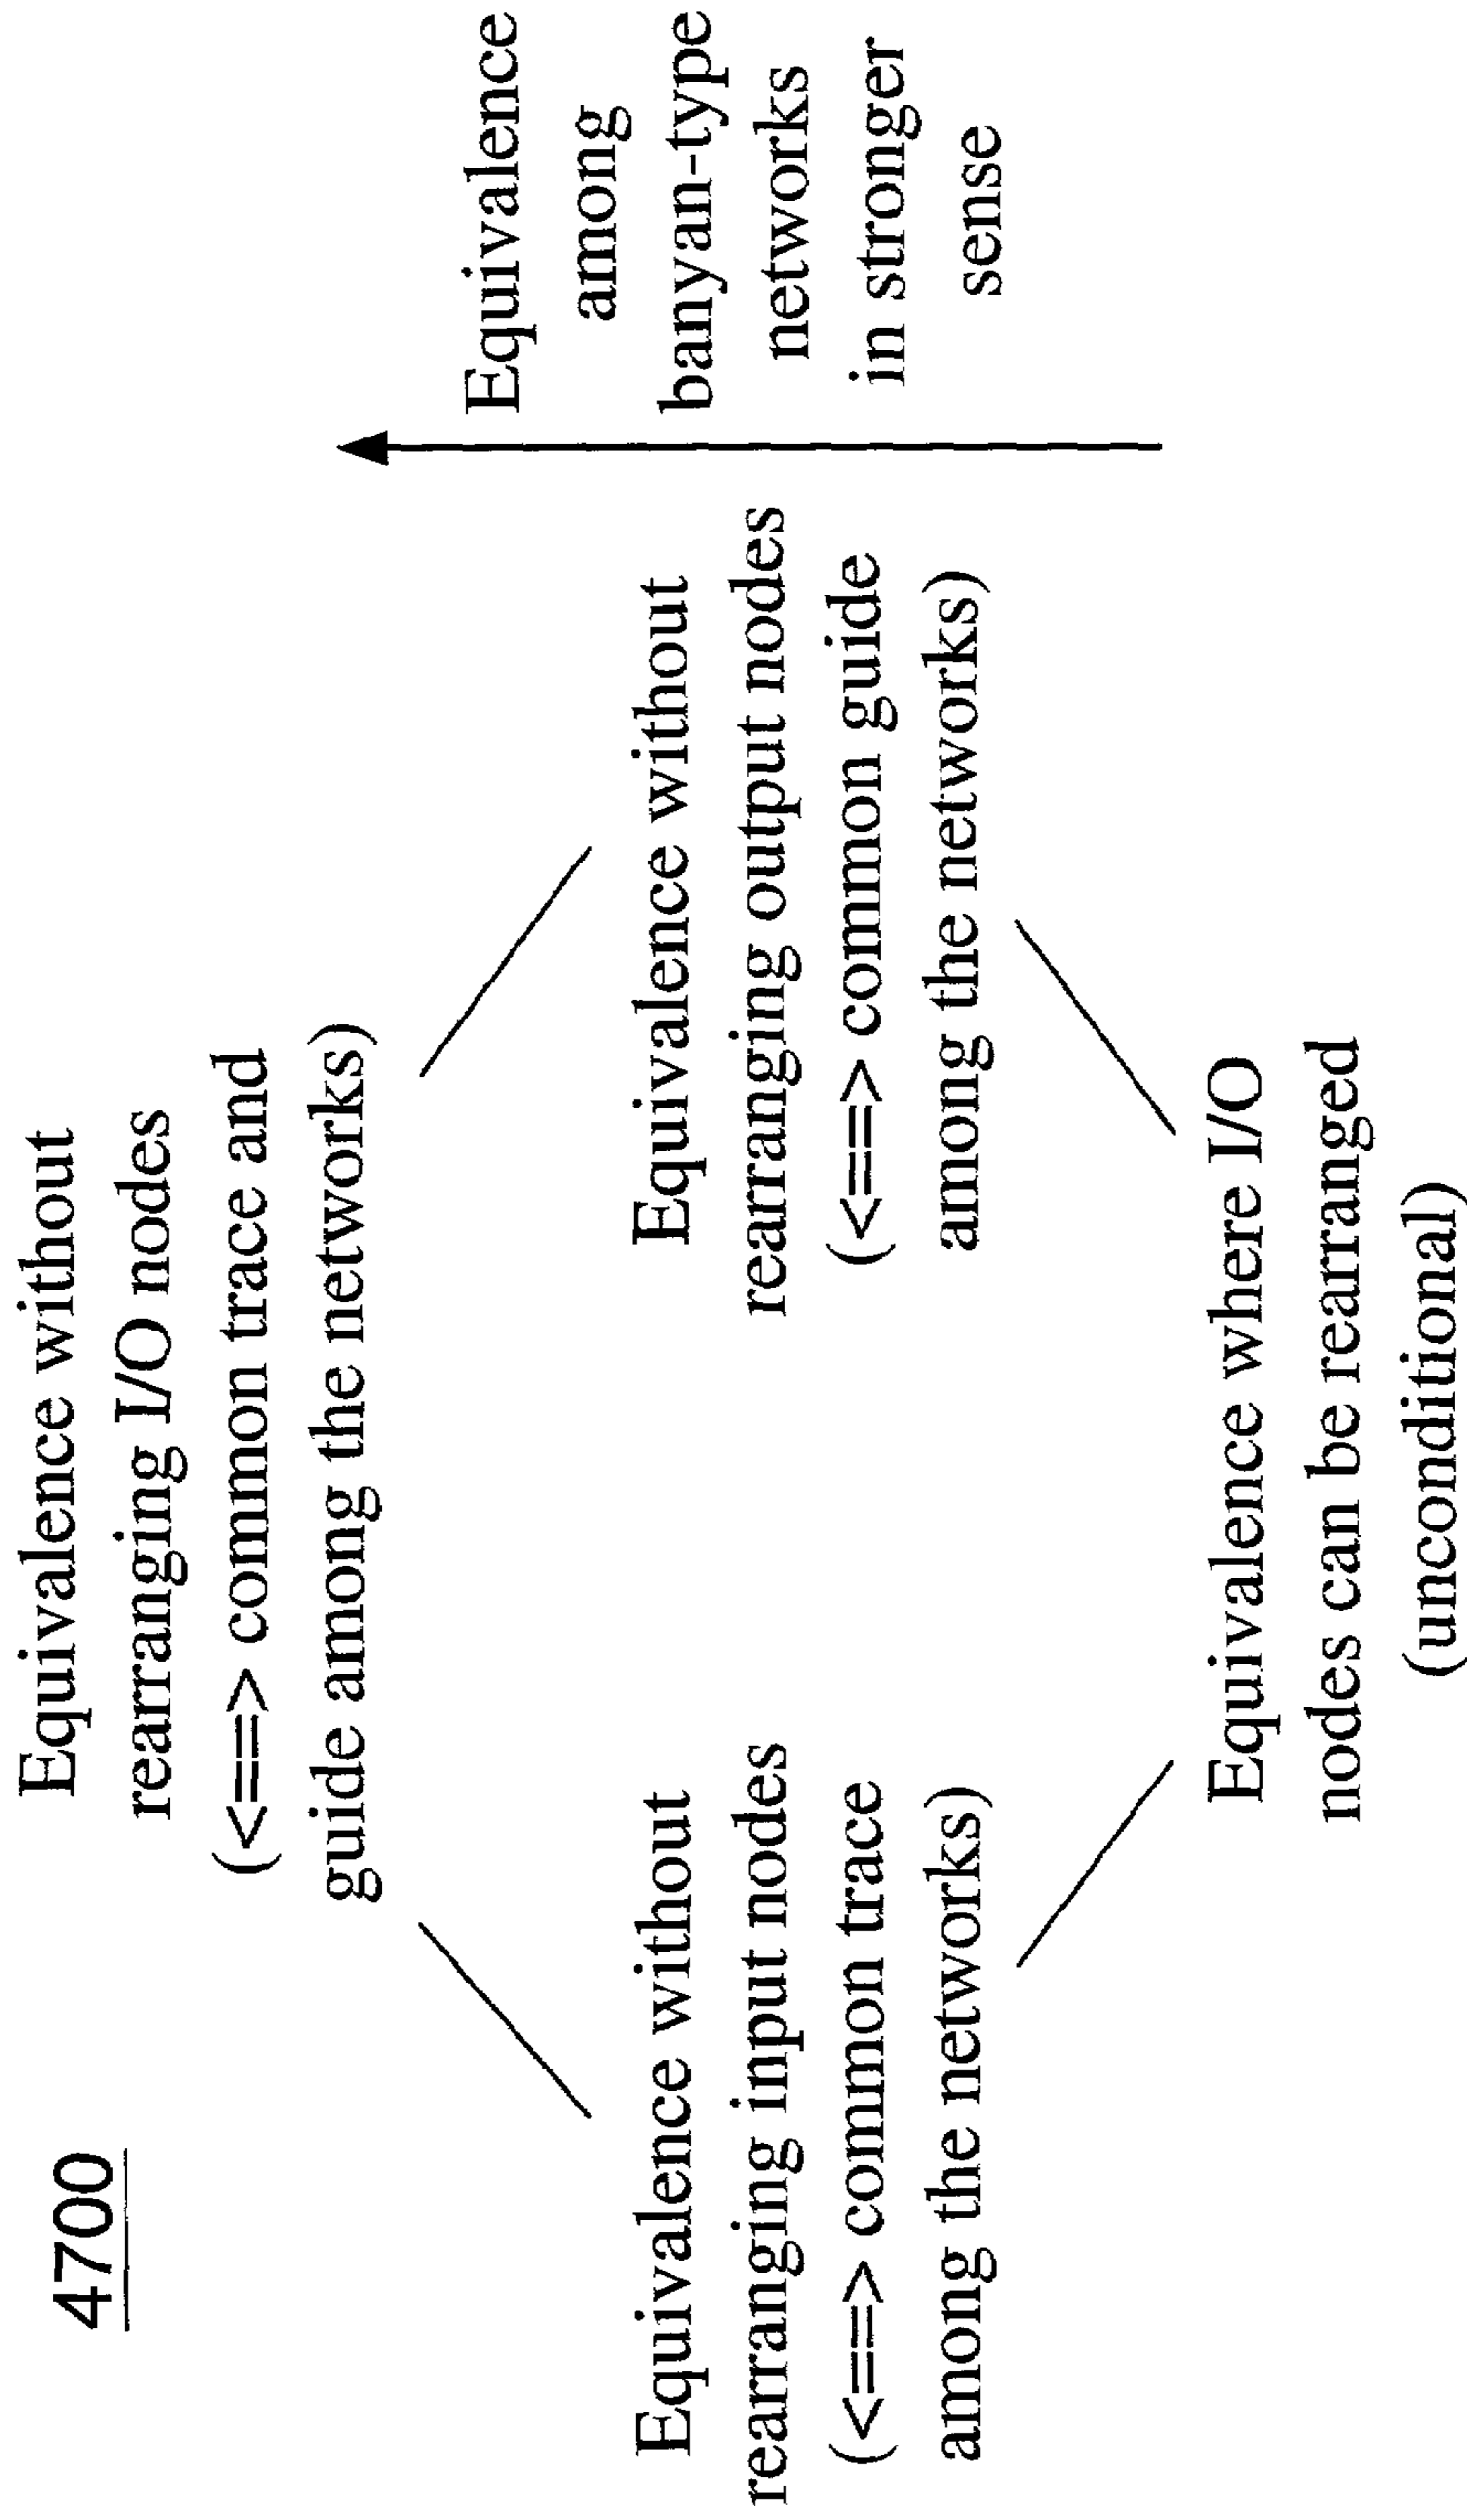 4700
Equivalence without
rearranging I/O nodes
(<==> common trace and
guide among the networks)
Equivalence without
rearranging input nodes
(<==> common trace
among the networks)
Equivalence without
rearranging output nodes
(<==> common guide
among the networks)
Equivalence where I/O
nodes can be rearranged
(unconditional)
Equivalence
among
banyan-type
networks
in stronger
sense